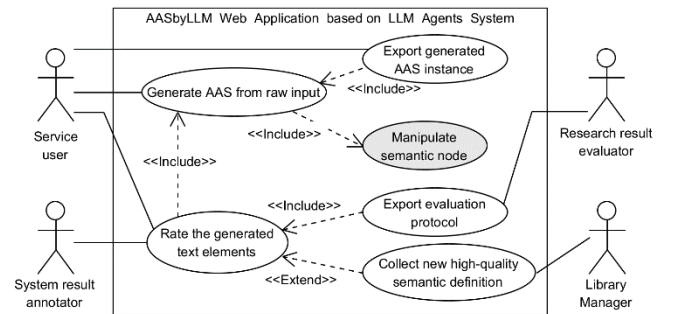 AASbyLLM Web Application based on LLM Agents System
Export generated
AAS instance
Generate AAS from raw input
<<Include>>
Service
user
Manipulate
semantic node
Research result
evaluator
<<Include>>
<<Include>>
Export evaluation
protocol
Rate the generated
text elements
Collect new high-quality
semantic definition
<<Extend>>
System result
annotator
Library
Manager